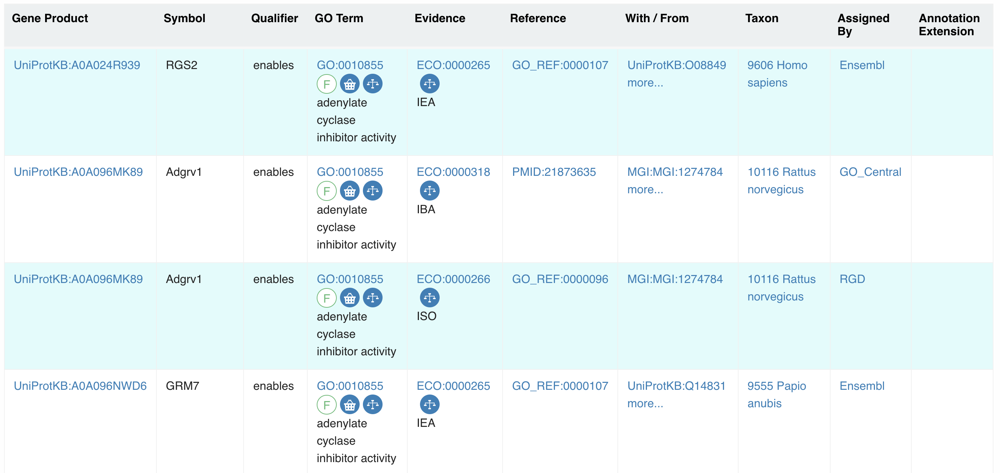 Gene Product Symbol Qualifier GO Term Evidence Reference With / From Taxon Assigned By Annotation Extension
UniProtKB:A0A024R939 RGS2 enables GO:0010855 ECO:0000265 GO_REF:0000107 UniProtKB:O08849 9606 Homo Ensembl
more... sapiens
F
adenylate IEA
cyclase
inhibitor activity
UniProtKB:A0A096MK89 Adgrv1 enables GO:0010855 ECO:0000318 PMID:21873635 MGI:MGI:1274784 10116 Rattus GO_Central
more... norvegicus
F
adenylate IBA
cyclase
inhibitor activity
UniProtKB:A0A096MK89 Adgrv1 enables GO:0010855 ECO:0000266 GO_REF:0000096 MGI:MGI:1274784 10116 Rattus RGD
norvegicus
F
adenylate ISO
cyclase
inhibitor activity
UniProtKB:A0A096NWD6 GRM7 enables GO:0010855 ECO:0000265 GO_REF:0000107 UniProtKB:Q14831 9555 Papio Ensembl
more... anubis
F
adenylate IEA
cyclase
inhibitor activity